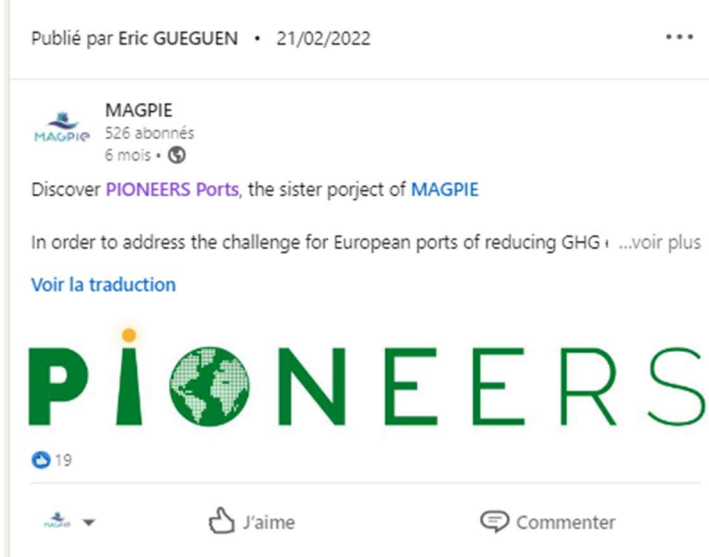 Publié par Eric GUEGUEN • 21/02/2022
MAGPIE
MAGPIE
526 abonnés
6 mois •
Discover PIONEERS Ports, the sister porject of MAGPIE
In order to address the challenge for European ports of reducing GHG ...voir plus
Voir la traduction
PIONEERS
19
MAGPIE
J'aime
Commenter